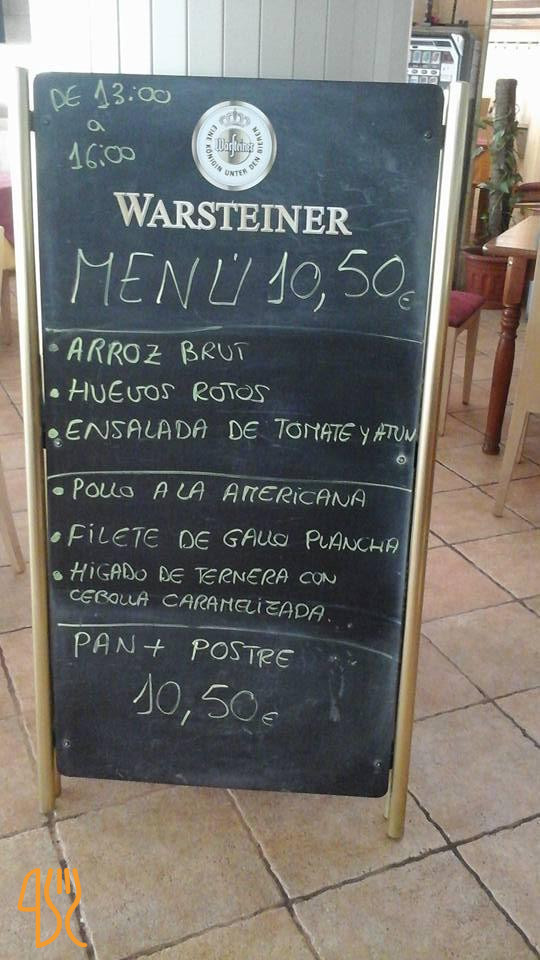 DE 13:00
a
16:00
EINE KÖNIGIN UNTER DEN BIEREN
Warsteiner
WARSTEINER
MENÚ 10,50€
• ARROZ BRUT
• HUEVOS ROTOS
• ENSALADA DE TOMATE Y ATUN
• POLLO A LA AMERICANA
• FILETE DE GALLO PLANCHA
• HIGADO DE TERNERA CON
CEBOLLA CARAMELIZADA.
PAN + POSTRE
10,50€